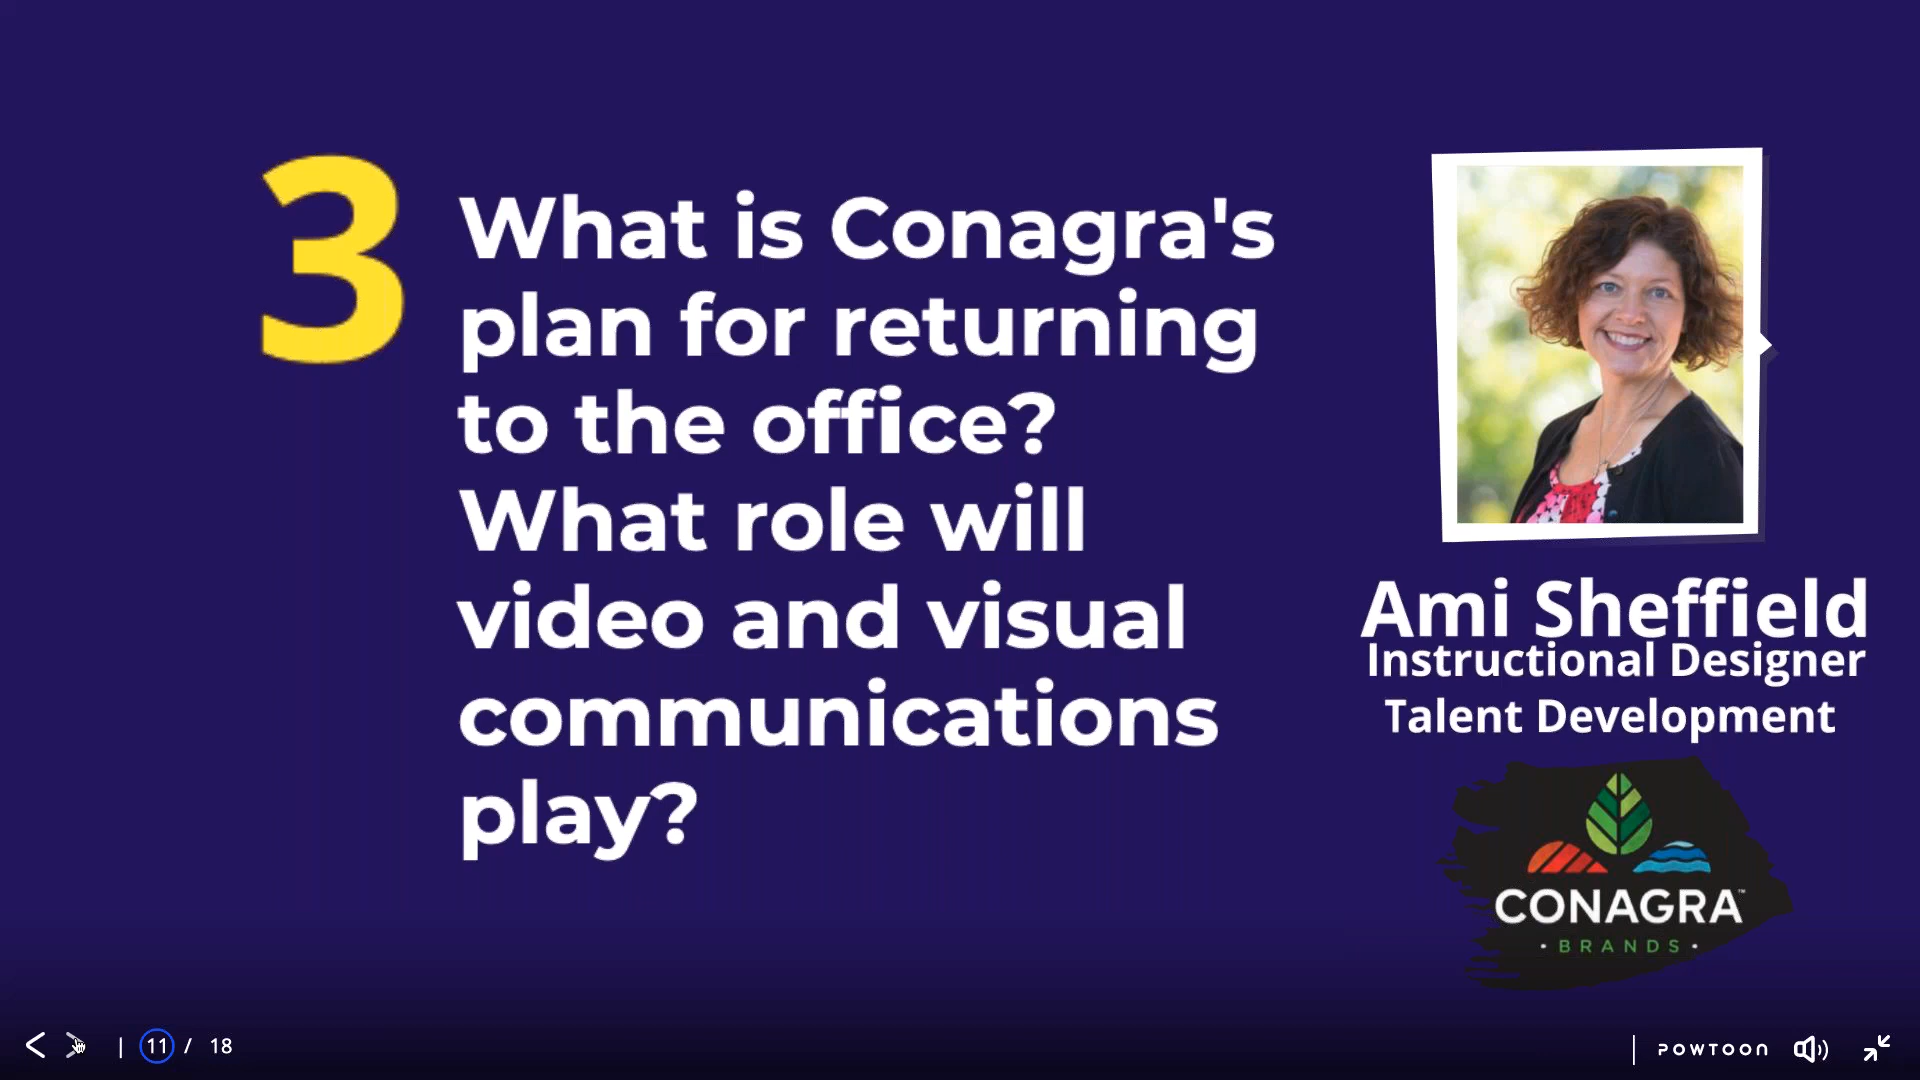 3
What is Conagra's
plan for returning
to the office?
What role will
video and visual
communications
play?
Ami Sheffield
Instructional Designer
Talent Development
CONAGRA™
• BRANDS •
| 11 / 18
| POWTOON